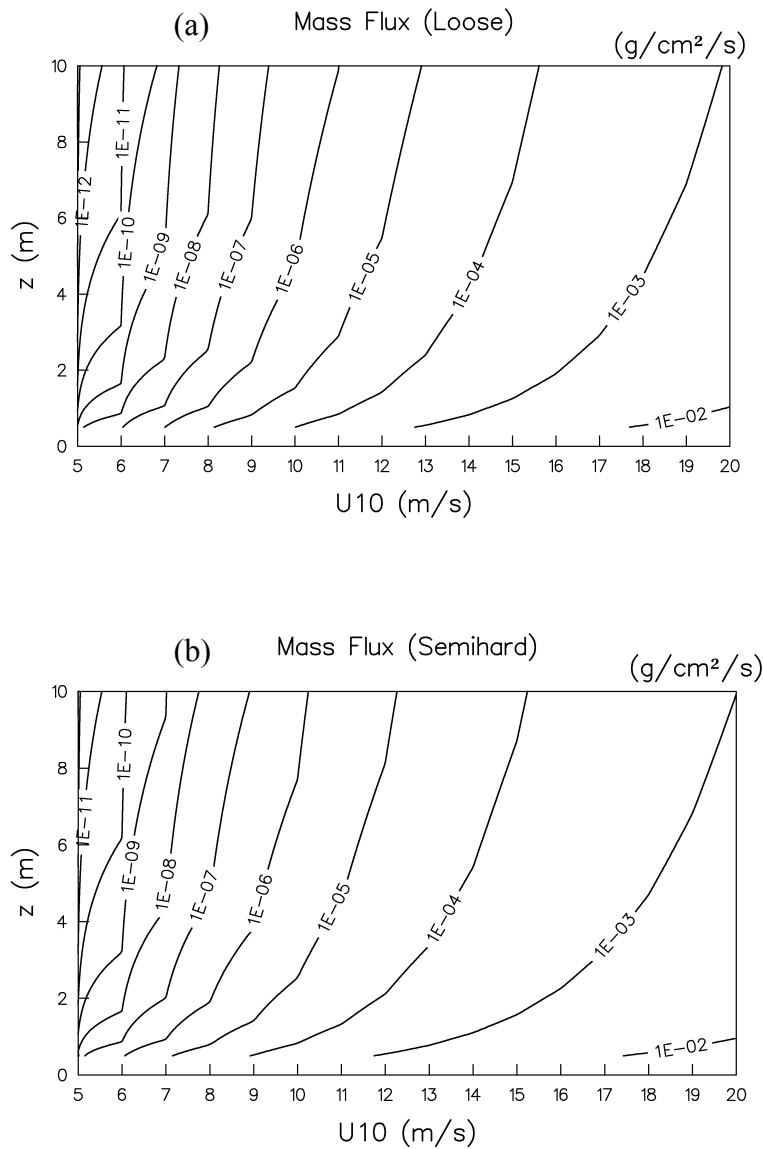 (a) Mass Flux (Loose)
(g/cm²/s)
10
8
6
4
2
0
z (m)
1E-12
1E-11
1E-10
1E-09
1E-08
1E-07
1E-06
1E-05
1E-04
1E-03
1E-02
5 6 7 8 9 10 11 12 13 14 15 16 17 18 19 20
U10 (m/s)
(b) Mass Flux (Semihard)
(g/cm²/s)
10
8
6
4
2
0
z (m)
1E-11
1E-10
1E-09
1E-08
1E-07
1E-06
1E-05
1E-04
1E-03
1E-02
5 6 7 8 9 10 11 12 13 14 15 16 17 18 19 20
U10 (m/s)